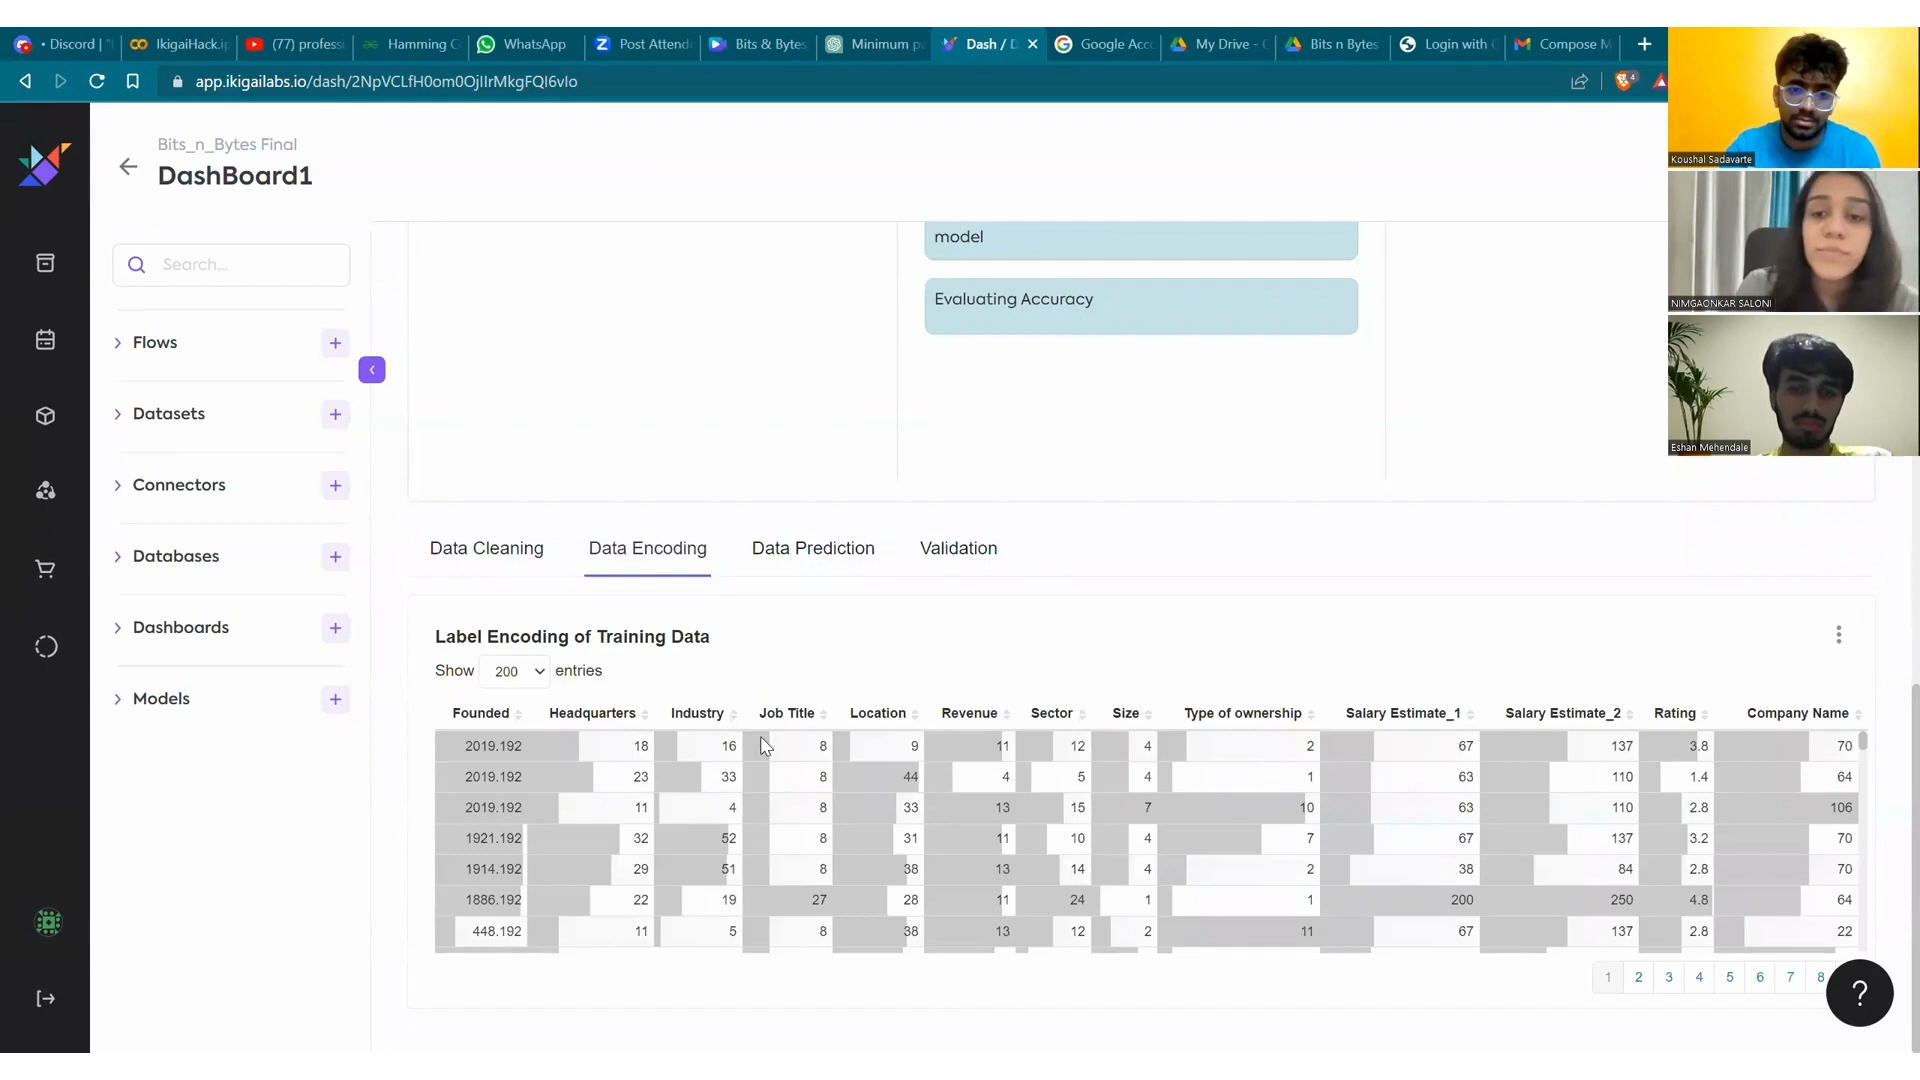 Discord | "
IkigaiHack.ip
(77) profess
Hamming C
WhatsApp
Post Attend
Bits & Bytes
Minimum p
Dash / D
Google Acc
My Drive - G
Bits n Bytes
Login with
Compose M
app.ikigailabs.io/dash/2NpVCLfH0om0OjIIrMkgFQI6vIo
4
Koushal Sadavarte
NIMGAONKAR SALONI
Eshan Mehendale
Bits_n_Bytes Final
DashBoard1
Search...
Flows
Datasets
Connectors
Databases
Dashboards
Models
model
Evaluating Accuracy
Data Cleaning Data Encoding Data Prediction Validation
Label Encoding of Training Data
Show 200 entries
Founded Headquarters Industry Job Title Location Revenue Sector Size Type of ownership Salary Estimate_1 Salary Estimate_2 Rating Company Name
2019.192 18 16 8 9 11 12 4 2 67 137 3.8 70
2019.192 23 33 8 44 4 5 4 1 63 110 1.4 64
2019.192 11 4 8 33 13 15 7 10 63 110 2.8 106
1921.192 32 52 8 31 11 10 4 7 67 137 3.2 70
1914.192 29 51 8 38 13 14 4 2 38 84 2.8 70
1886.192 22 19 27 28 11 24 1 1 200 250 4.8 64
448.192 11 5 8 38 13 12 2 11 67 137 2.8 22
1 2 3 4 5 6 7 8
?